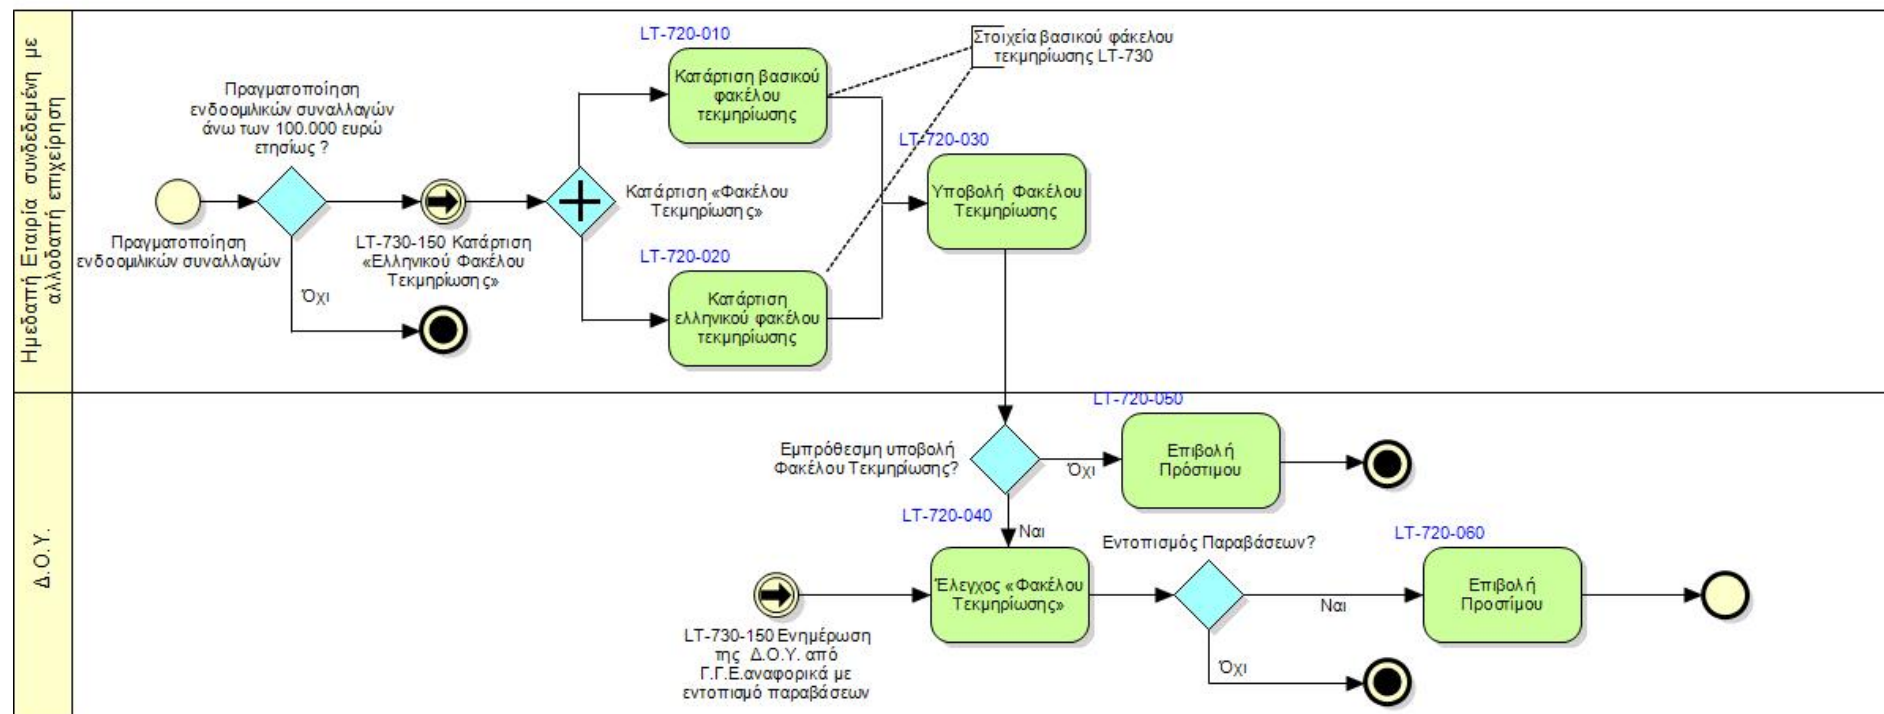 Ημεδαπή Εταιρία συνδεδεμένη με
αλλοδαπή επιχείρηση
Πραγματοποίηση
ενδοομιλικών συναλλαγών
άνω των 100.000 ευρώ
ετησίως ?
Πραγματοποίηση
ενδοομιλικών συναλλαγών
Όχι
LT-730-150 Κατάρτιση
«Ελληνικού Φακέλου
Τεκμηρίωσης»
Κατάρτιση «Φακέλου
Τεκμηρίωσης»
LT-720-010
Κατάρτιση βασικού
φακέλου
τεκμηρίωσης
LT-720-020
Κατάρτιση
ελληνικού φακέλου
τεκμηρίωσης
Στοιχεία βασικού φάκελου
τεκμηρίωσης LT-730
LT-720-030
Υποβολή Φακέλου
Τεκμηρίωσης
Δ.Ο.Υ.
Εμπρόθεσμη υποβολή
Φακέλου Τεκμηρίωσης?
Όχι
LT-720-050
Επιβολή
Πρόστιμου
Ναι
LT-720-040
Έλεγχος «Φακέλου
Τεκμηρίωσης»
LT-730-150 Ενημέρωση
της Δ.Ο.Υ. από
Γ.Γ.Ε.αναφορικά με
εντοπισμό παραβάσεων
Εντοπισμός Παραβάσεων?
Ναι
Όχι
LT-720-060
Επιβολή
Προστίμου